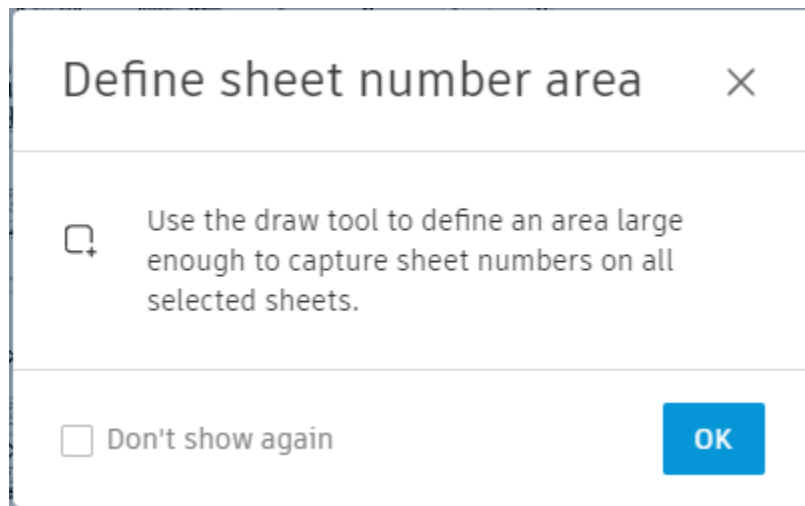 Define sheet number area
Use the draw tool to define an area large
enough to capture sheet numbers on all
selected sheets.
Don't show again
OK